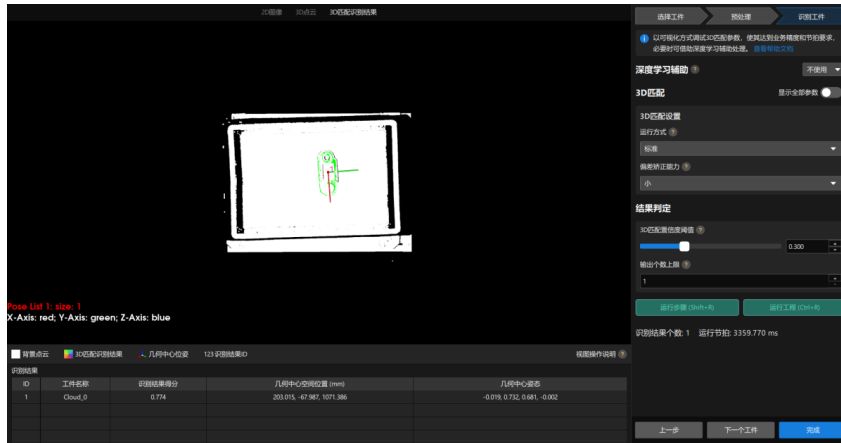 2D图像 3D点云 3D匹配识别结果
Pose List 1: size: 1
X-Axis: red; Y-Axis: green; Z-Axis: blue
背景点云 3D匹配识别结果 几何中心位姿 123 识别结果ID 视图操作说明 ?
识别结果
ID 工件名称 识别结果得分 几何中心空间位置 (mm) 几何中心姿态
1 Cloud_0 0.774 203.015, -67.987, 1071.386 -0.019, 0.732, 0.681, -0.002
选择工件 预处理 识别工件
以可视化方式调试3D匹配参数，使其达到业务精度和节拍要求，
必要时可借助深度学习辅助处理。 查看帮助文档
深度学习辅助 ? 不使用
3D匹配 显示全部参数
3D匹配设置
运行方式 ?
标准
偏差矫正能力 ?
小
结果判定
3D匹配置信度阈值 ?
0.300
输出个数上限 ?
1
运行步骤 (Shift+R) 运行工程 (Ctrl+R)
识别结果个数: 1 运行节拍: 3359.770 ms
上一步 下一个工件 完成